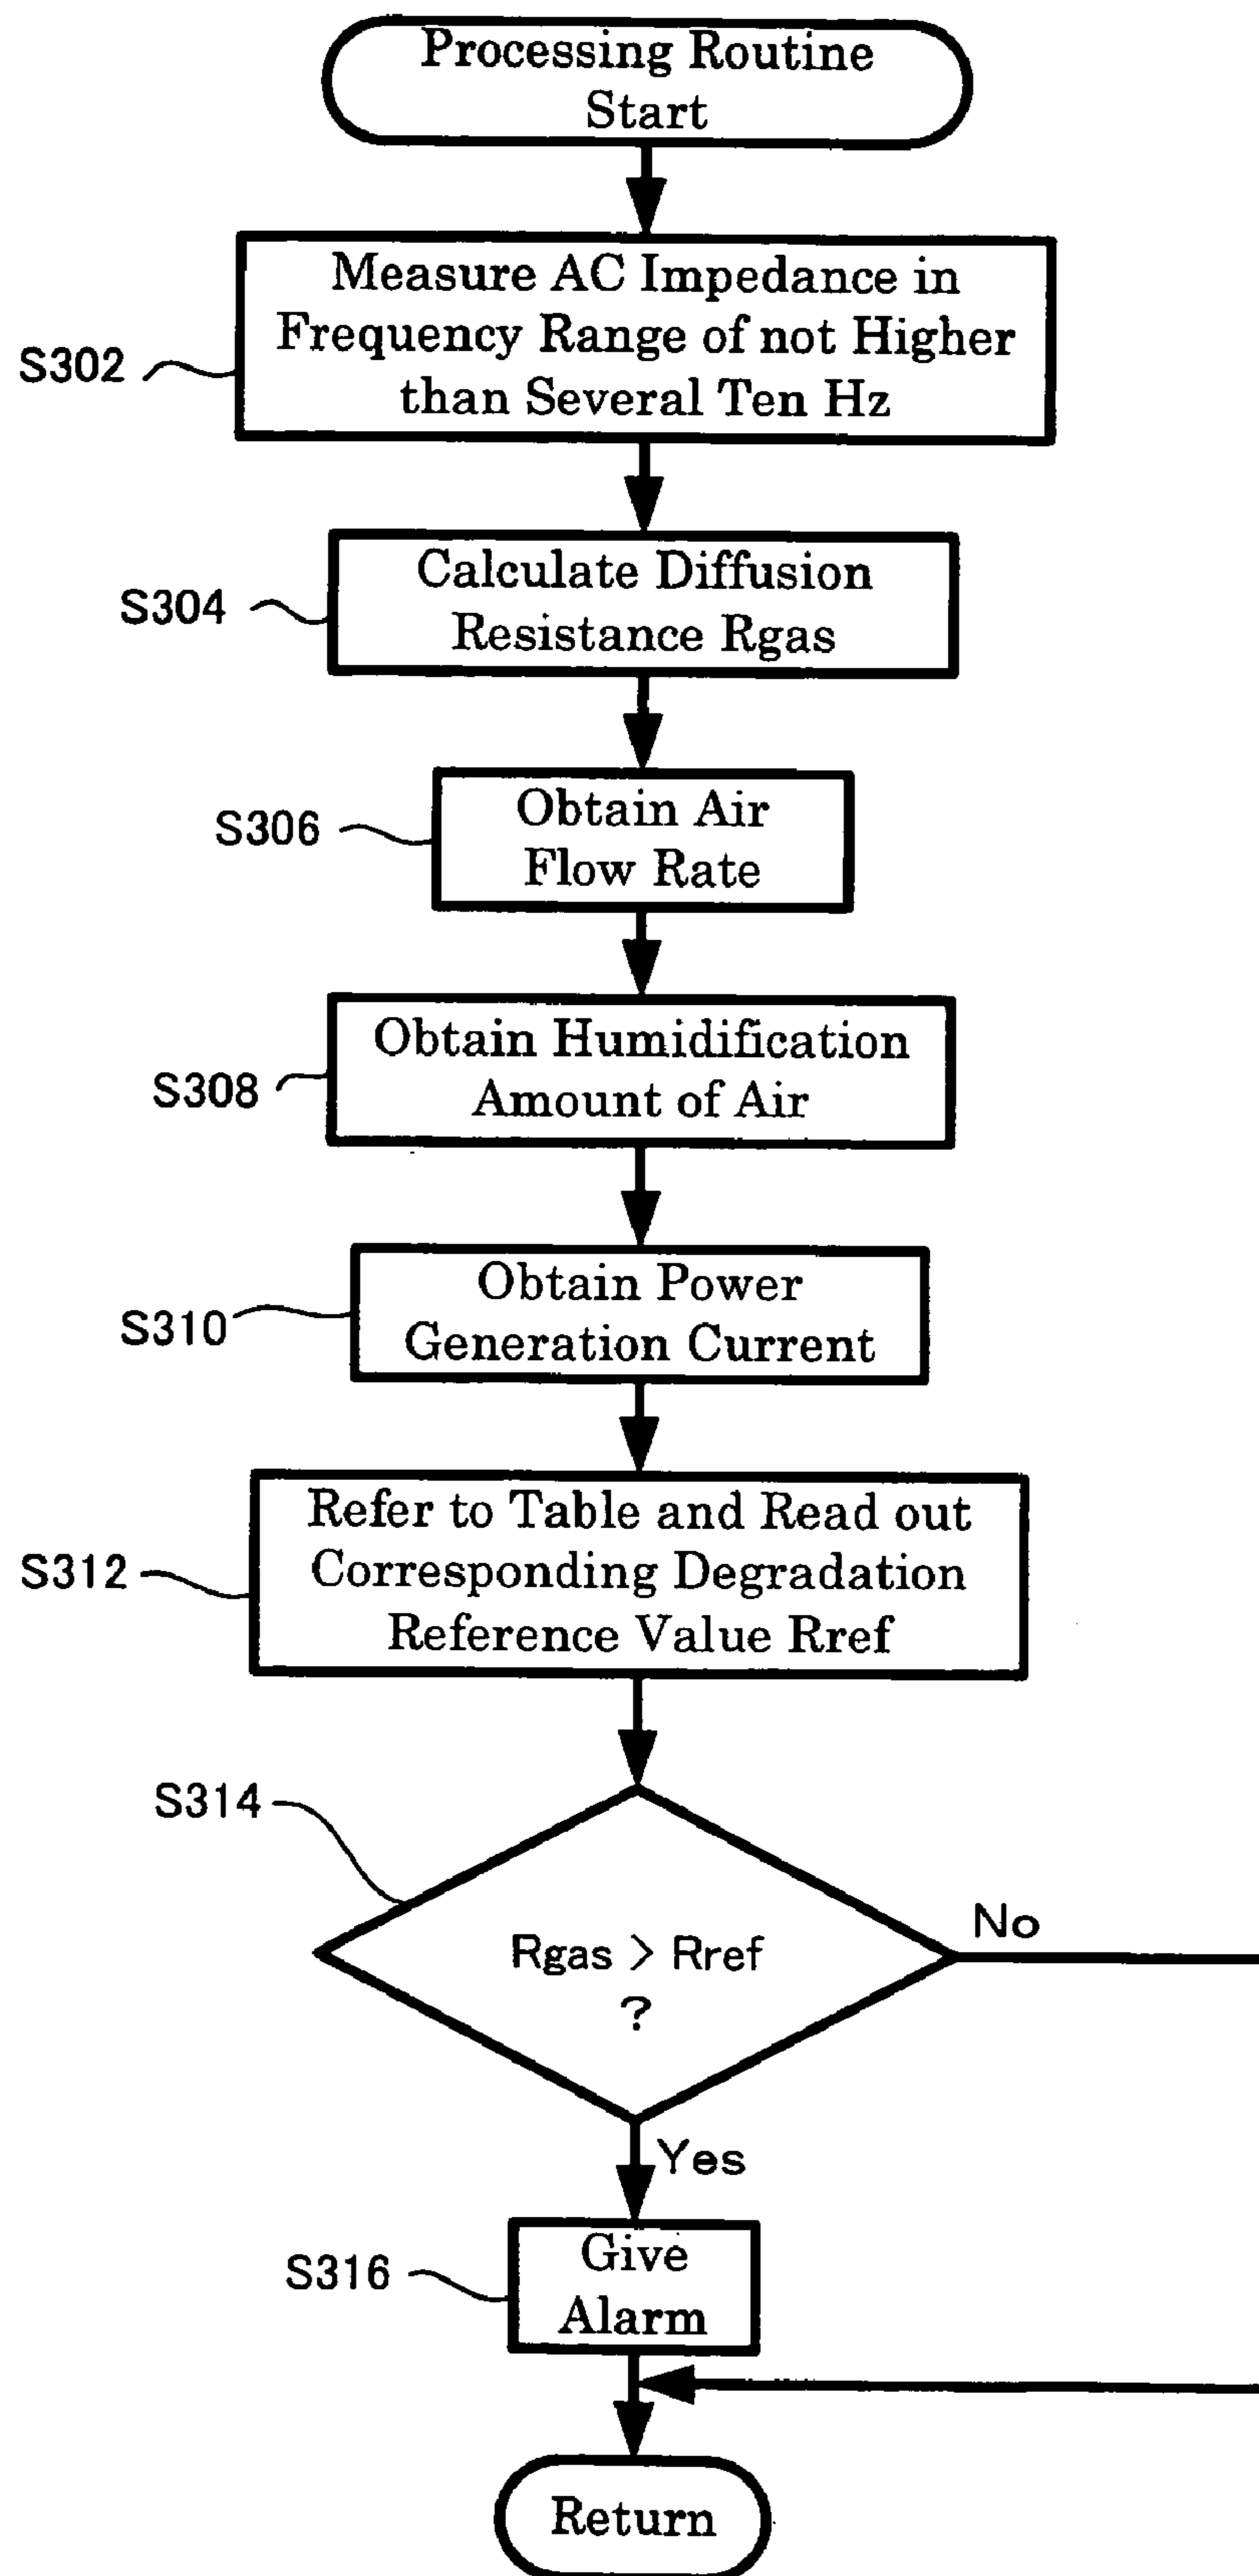 Processing Routine
Start
S302
Measure AC Impedance in
Frequency Range of not Higher
than Several Ten Hz
S304
Calculate Diffusion
Resistance Rgas
S306
Obtain Air
Flow Rate
S308
Obtain Humidification
Amount of Air
S310
Obtain Power
Generation Current
S312
Refer to Table and Read out
Corresponding Degradation
Reference Value Rref
S314
Rgas > Rref
?
No
Yes
S316
Give
Alarm
Return